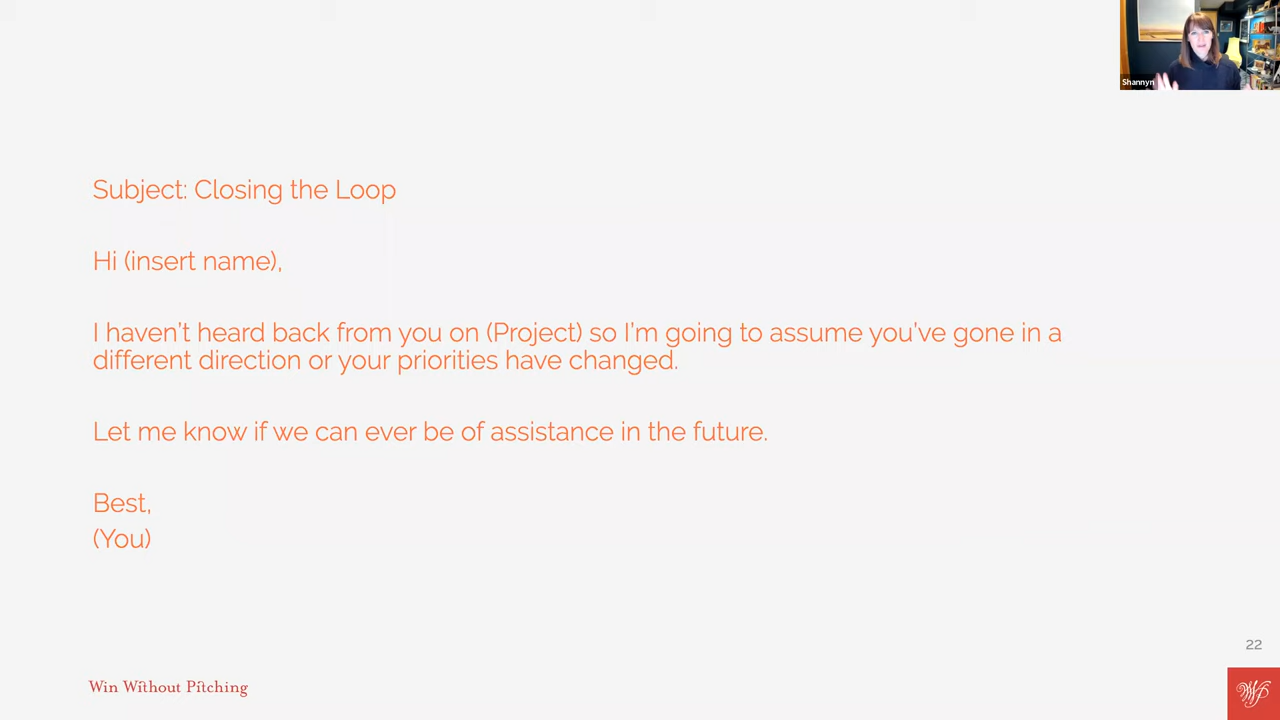 Shannyn
Subject: Closing the Loop
Hi (insert name),
I haven't heard back from you on (Project) so I'm going to assume you've gone in a
different direction or your priorities have changed.
Let me know if we can ever be of assistance in the future.
Best,
(You)
22
Win Without Pitching